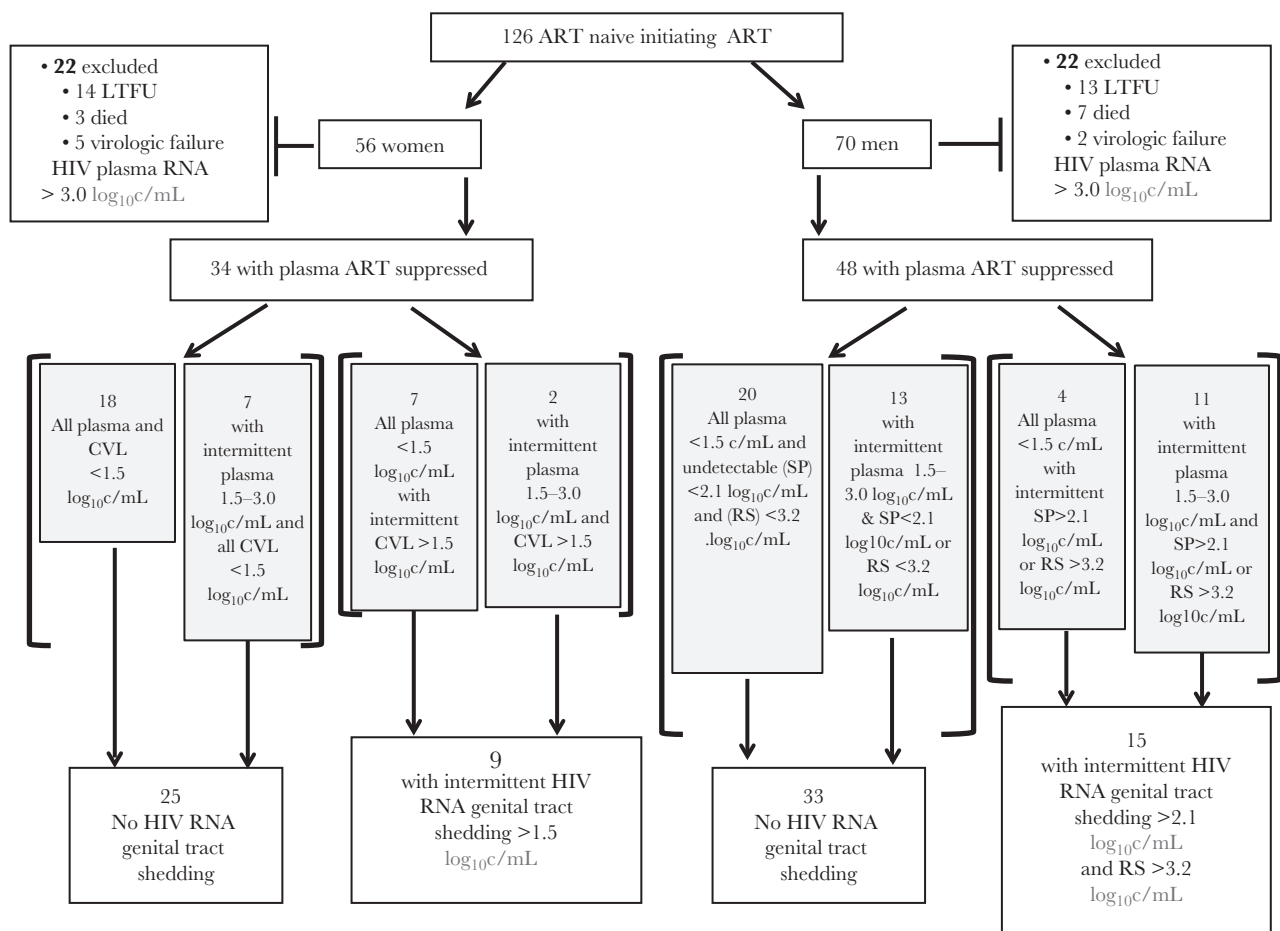 126 ART naive initiating ART
• 22 excluded
• 14 LTFU
• 3 died
• 5 virologic failure
HIV plasma RNA
> 3.0 log₁₀c/mL
56 women
70 men
• 22 excluded
• 13 LTFU
• 7 died
• 2 virologic failure
HIV plasma RNA
> 3.0 log₁₀c/mL
34 with plasma ART suppressed
48 with plasma ART suppressed
18
All plasma and
CVL
<1.5
log₁₀c/mL
7
with
intermittent
plasma
1.5–3.0
log₁₀c/mL and
all CVL
<1.5
log₁₀c/mL
7
All plasma
<1.5
log₁₀c/mL
with
intermittent
CVL >1.5
log₁₀c/mL
2
with
intermittent
plasma
1.5–3.0
log₁₀c/mL and
CVL >1.5
log₁₀c/mL
20
All plasma
<1.5 c/mL and
undetectable (SP)
<2.1 log₁₀c/mL
and (RS) <3.2
.log₁₀c/mL
13
with
intermittent
plasma 1.5–
3.0 log₁₀c/mL
& SP<2.1
log10c/mL or
RS <3.2
log₁₀c/mL
4
All plasma
<1.5 c/mL
with
intermittent
SP>2.1
log₁₀c/mL
or RS >3.2
log₁₀c/mL
11
with
intermittent
plasma
1.5–3.0
log₁₀c/mL and
SP>2.1
log₁₀c/mL or
RS >3.2
log10c/mL
25
No HIV RNA
genital tract
shedding
9
with intermittent HIV
RNA genital tract
shedding >1.5
log₁₀c/mL
33
No HIV RNA
genital tract
shedding
15
with intermittent HIV
RNA genital tract
shedding >2.1
log₁₀c/mL
and RS >3.2
log₁₀c/mL